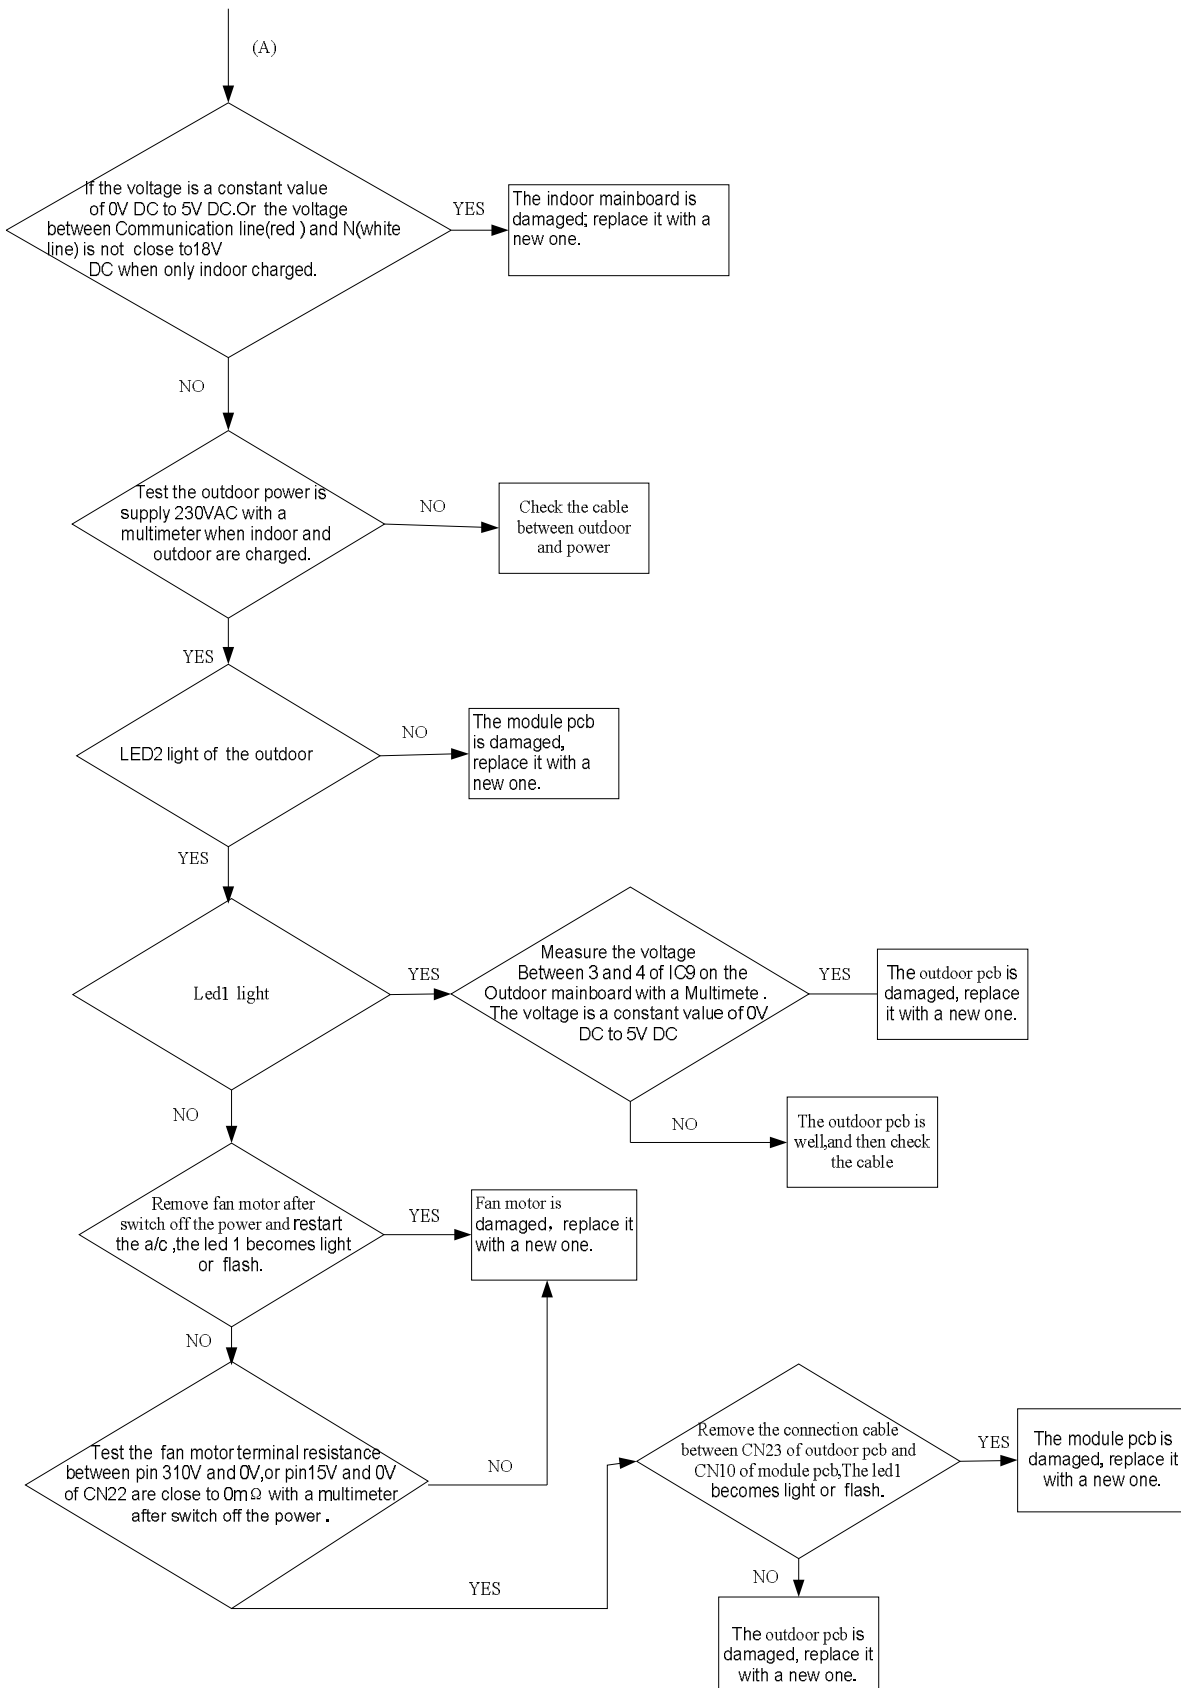 (A)
If the voltage is a constant value
of 0V DC to 5V DC.Or the voltage
between Communication line(red ) and N(white
line) is not close to18V
DC when only indoor charged.
YES
The indoor mainboard is
damaged; replace it with a
new one.
NO
Test the outdoor power is
supply 230VAC with a
multimeter when indoor and
outdoor are charged.
NO
Check the cable
between outdoor
and power
YES
LED2 light of the outdoor
NO
The module pcb
is damaged,
replace it with a
new one.
YES
Led1 light
YES
Measure the voltage
Between 3 and 4 of IC9 on the
Outdoor mainboard with a Multimete .
The voltage is a constant value of 0V
DC to 5V DC
YES
The outdoor pcb is
damaged, replace
it with a new one.
NO
The outdoor pcb is
well,and then check
the cable
NO
Remove fan motor after
switch off the power and restart
the a/c ,the led 1 becomes light
or flash.
YES
Fan motor is
damaged, replace it
with a new one.
NO
Test the fan motor terminal resistance
between pin 310V and 0V,or pin15V and 0V
of CN22 are close to 0mΩ with a multimeter
after switch off the power .
NO
YES
Remove the connection cable
between CN23 of outdoor pcb and
CN10 of module pcb,The led1
becomes light or flash.
YES
The module pcb is
damaged, replace it
with a new one.
NO
The outdoor pcb is
damaged, replace it
with a new one.